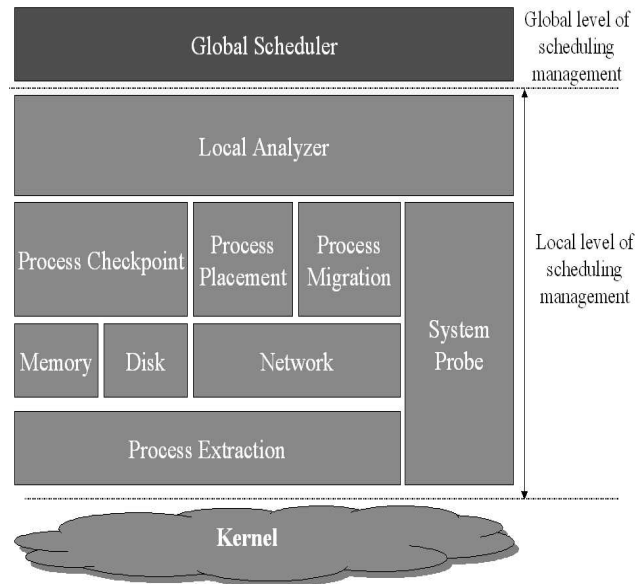 Global Scheduler
Global level of
scheduling
management
Local Analyzer
Process Checkpoint
Process
Placement
Process
Migration
System
Probe
Local level of
scheduling
management
Memory
Disk
Network
Process Extraction
Kernel